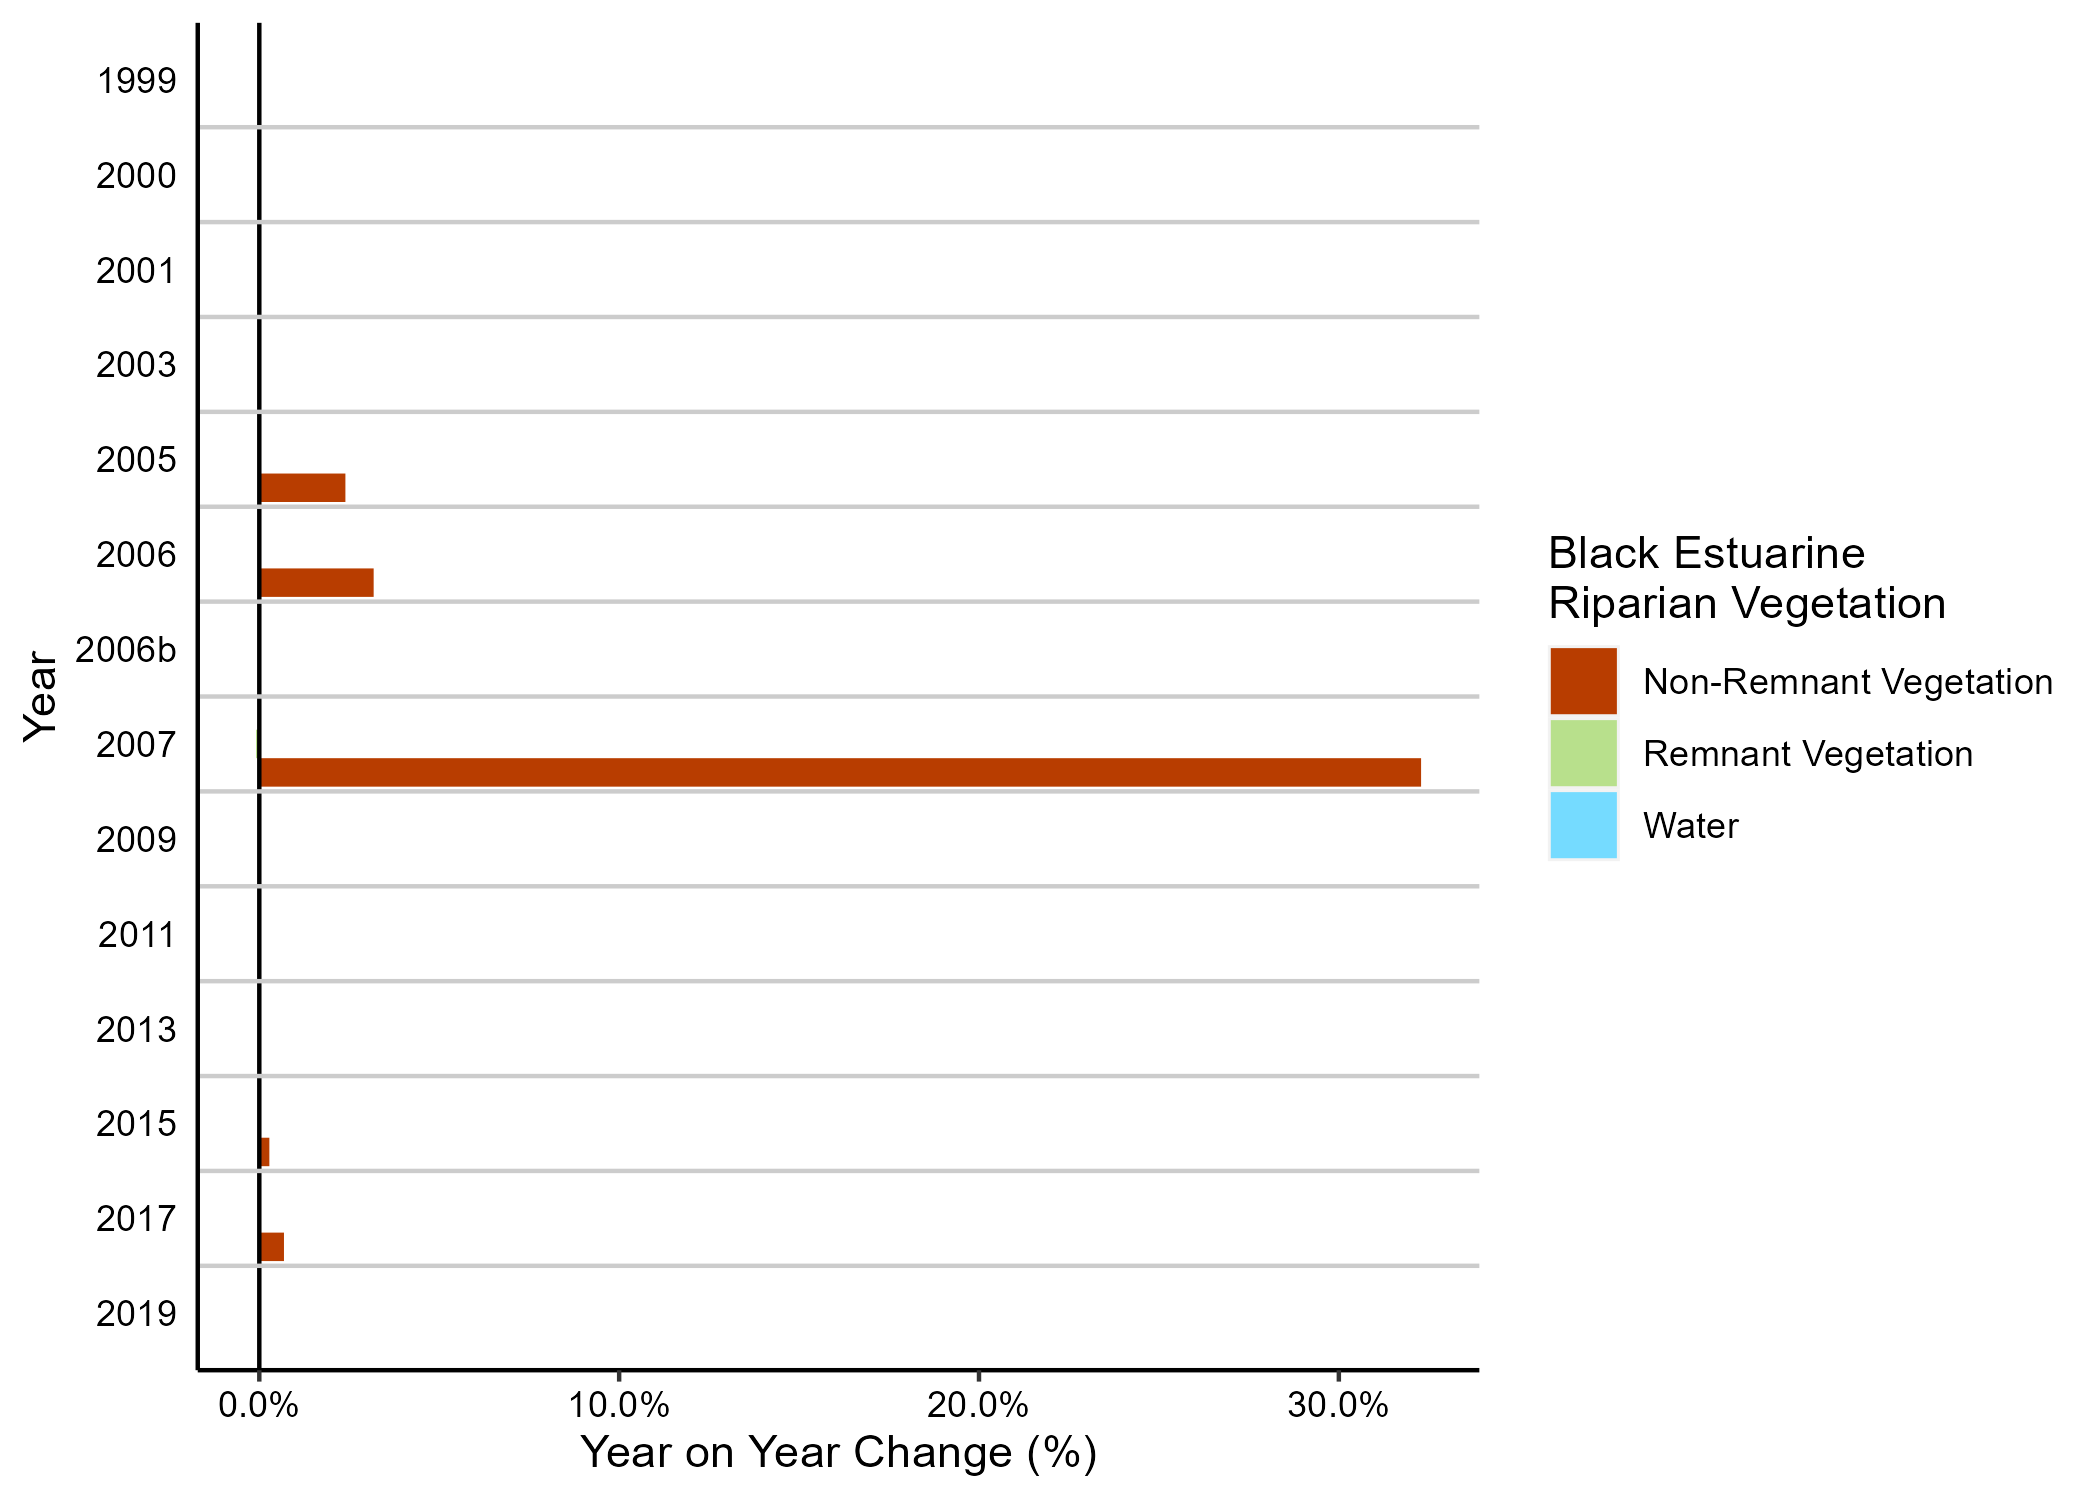 1999
2000
2001
2003
2005
2006
2006b
2007
2009
2011
2013
2015
2017
2019
Year
0.0%
10.0%
20.0%
30.0%
Year on Year Change (%)
Black Estuarine
Riparian Vegetation
Non-Remnant Vegetation
Remnant Vegetation
Water